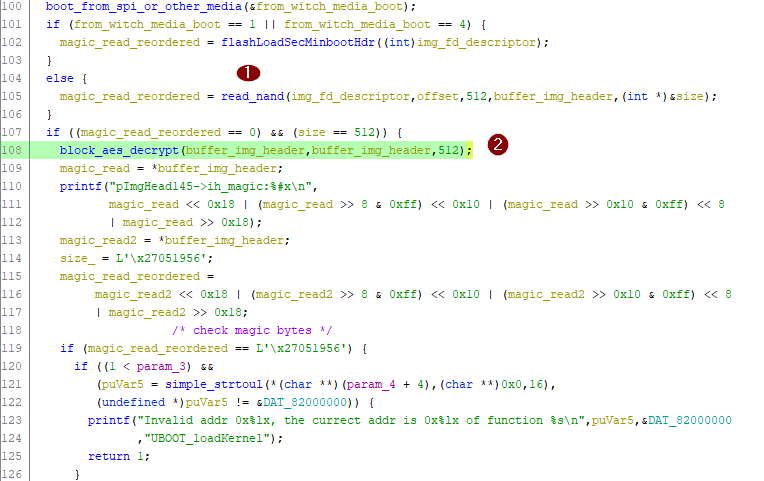 100 boot_from_spi_or_other_media(&from_witch_media_boot);
101 if (from_witch_media_boot == 1 || from_witch_media_boot == 4) {
102 magic_read_reordered = flashLoadSecMinbootHdr((int)img_fd_descriptor);
103 }
104 else {
1
105 magic_read_reordered = read_nand(img_fd_descriptor,offset,512,buffer_img_header,(int *)&size);
106 }
107 if ((magic_read_reordered == 0) && (size == 512)) {
108 block_aes_decrypt(buffer_img_header,buffer_img_header,512); 2
109 magic_read = *buffer_img_header;
110 printf("pImgHead145->ih_magic:%#x\n",
111 magic_read << 0x18 | (magic_read >> 8 & 0xff) << 0x10 | (magic_read >> 0x10 & 0xff) << 8
112 | magic_read >> 0x18);
113 magic_read2 = *buffer_img_header;
114 size_ = L'\x27051956';
115 magic_read_reordered =
116 magic_read2 << 0x18 | (magic_read2 >> 8 & 0xff) << 0x10 | (magic_read2 >> 0x10 & 0xff) << 8
117 | magic_read2 >> 0x18;
118 /* check magic bytes */
119 if (magic_read_reordered == L'\x27051956') {
120 if ((1 < param_3) &&
121 (puVar5 = simple_strtoul(*(char **)(param_4 + 4),(char **)0x0,16),
122 (undefined *)puVar5 != &DAT_82000000)) {
123 printf("Invalid addr 0x%lx, the currect addr is 0x%lx of function %s\n",puVar5,&DAT_82000000
124 ,"UBOOT_loadKernel");
125 return 1;
126 }